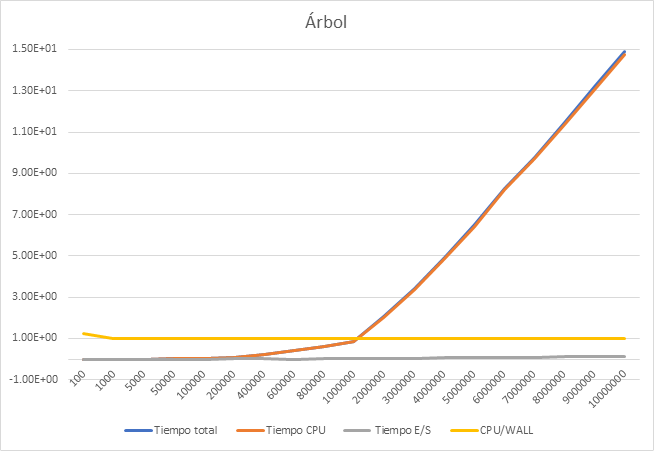 Árbol
1.50E+01
1.30E+01
1.10E+01
9.00E+00
7.00E+00
5.00E+00
3.00E+00
1.00E+00
-1.00E+00
100
1000
5000
50000
100000
200000
400000
600000
800000
1000000
2000000
3000000
4000000
5000000
6000000
7000000
8000000
9000000
10000000
Tiempo total Tiempo CPU Tiempo E/S CPU/WALL